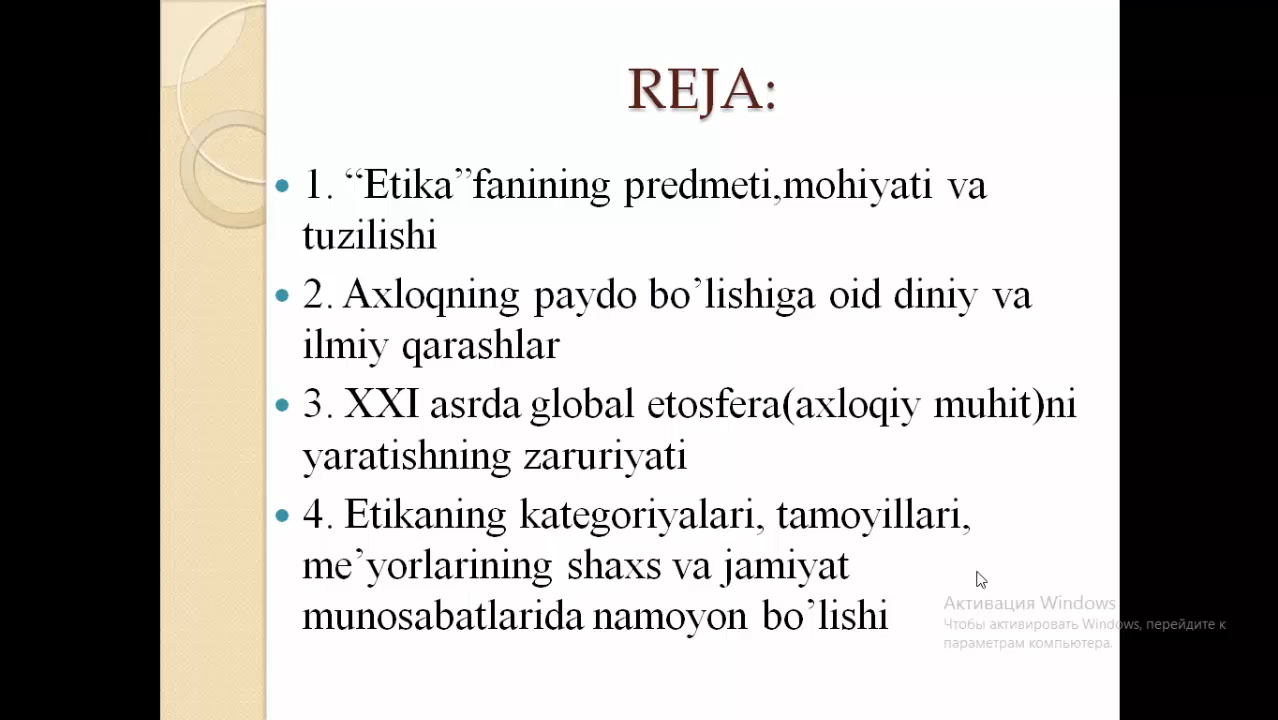 REJA:
1. “Etika”fanining predmeti,mohiyati va
tuzilishi
2. Axloqning paydo bo’lishiga oid diniy va
ilmiy qarashlar
3. XXI asrda global etosfera(axloqiy muhit)ni
yaratishning zaruriyati
4. Etikaning kategoriyalari, tamoyillari,
me’yorlarining shaxs va jamiyat
munosabatlarida namoyon bo’lishi
Активация Windows
Чтобы активировать Windows, перейдите к
параметрам компьютера.